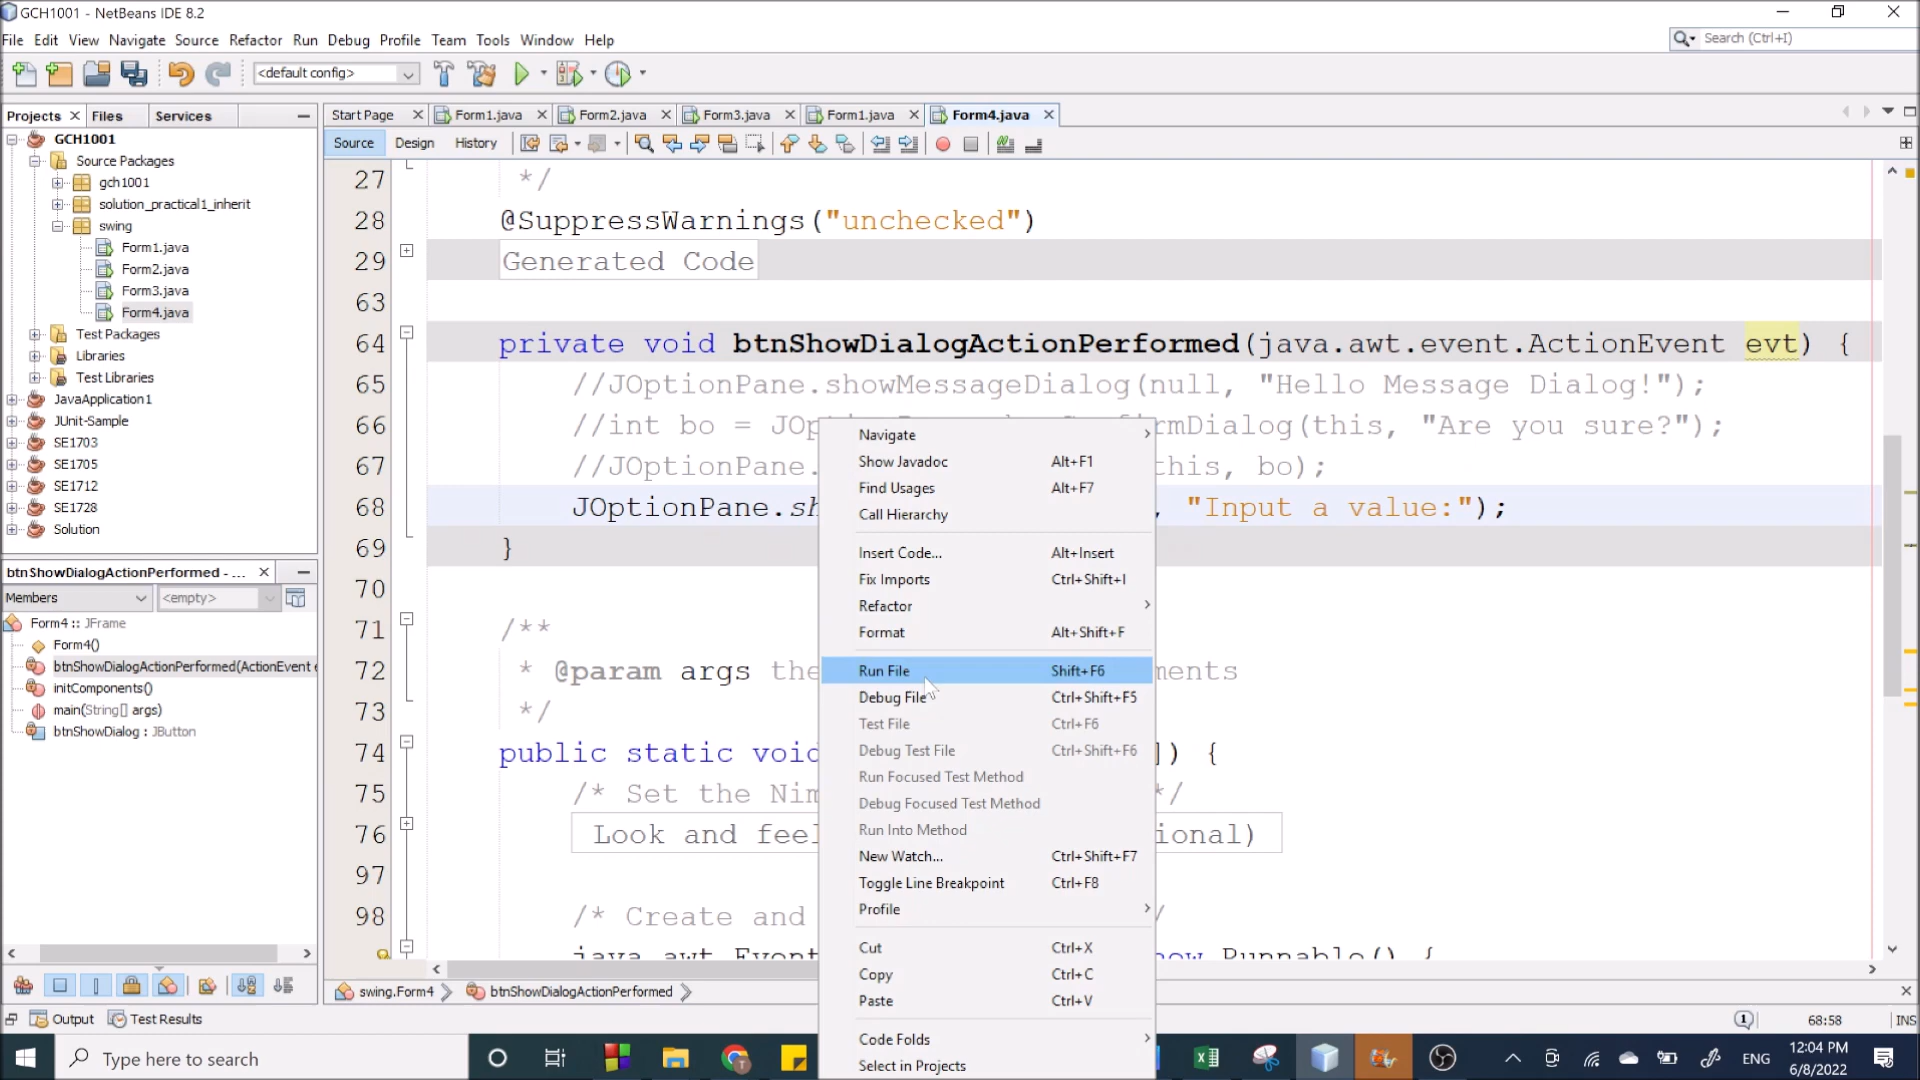 GCH1001 - NetBeans IDE 8.2
File Edit View Navigate Source Refactor Run Debug Profile Team Tools Window Help
Search (Ctrl+I)
<default config>
Projects Files Services
Start Page Form1.java Form2.java Form3.java Form1.java Form4.java
Source Design History
GCH1001
Source Packages
gch1001
solution_practical1_inherit
swing
Form1.java
Form2.java
Form3.java
Form4.java
Test Packages
Libraries
Test Libraries
JavaApplication1
JUnit-Sample
SE1703
SE1705
SE1712
SE1728
Solution
btnShowDialogActionPerformed - ...
Members <empty>
Form4 :: JFrame
Form4()
btnShowDialogActionPerformed(ActionEvent e
initComponents()
main(String[] args)
btnShowDialog : JButton
27 */
28 @SuppressWarnings("unchecked")
29 Generated Code
63
64 private void btnShowDialogActionPerformed(java.awt.event.ActionEvent evt) {
65 //JOptionPane.showMessageDialog(null, "Hello Message Dialog!");
66 //int bo = JOp rmDialog(this, "Are you sure?");
67 //JOptionPane. this, bo);
68 JOptionPane.sh , "Input a value:");
69 }
70
71 /**
72 * @param args the ments
73 */
74 public static void ]) {
75 /* Set the Nim */
76 Look and feel ional)
97
98 /* Create and */
java.awt.Event new Runnable() {
Navigate
Show Javadoc Alt+F1
Find Usages Alt+F7
Call Hierarchy
Insert Code... Alt+Insert
Fix Imports Ctrl+Shift+I
Refactor
Format Alt+Shift+F
Run File Shift+F6
Debug File Ctrl+Shift+F5
Test File Ctrl+F6
Debug Test File Ctrl+Shift+F6
Run Focused Test Method
Debug Focused Test Method
Run Into Method
New Watch... Ctrl+Shift+F7
Toggle Line Breakpoint Ctrl+F8
Profile
Cut Ctrl+X
Copy Ctrl+C
Paste Ctrl+V
Code Folds
Select in Projects
swing.Form4 btnShowDialogActionPerformed
Output Test Results
1 68:58 INS
Type here to search
ENG
12:04 PM
6/8/2022